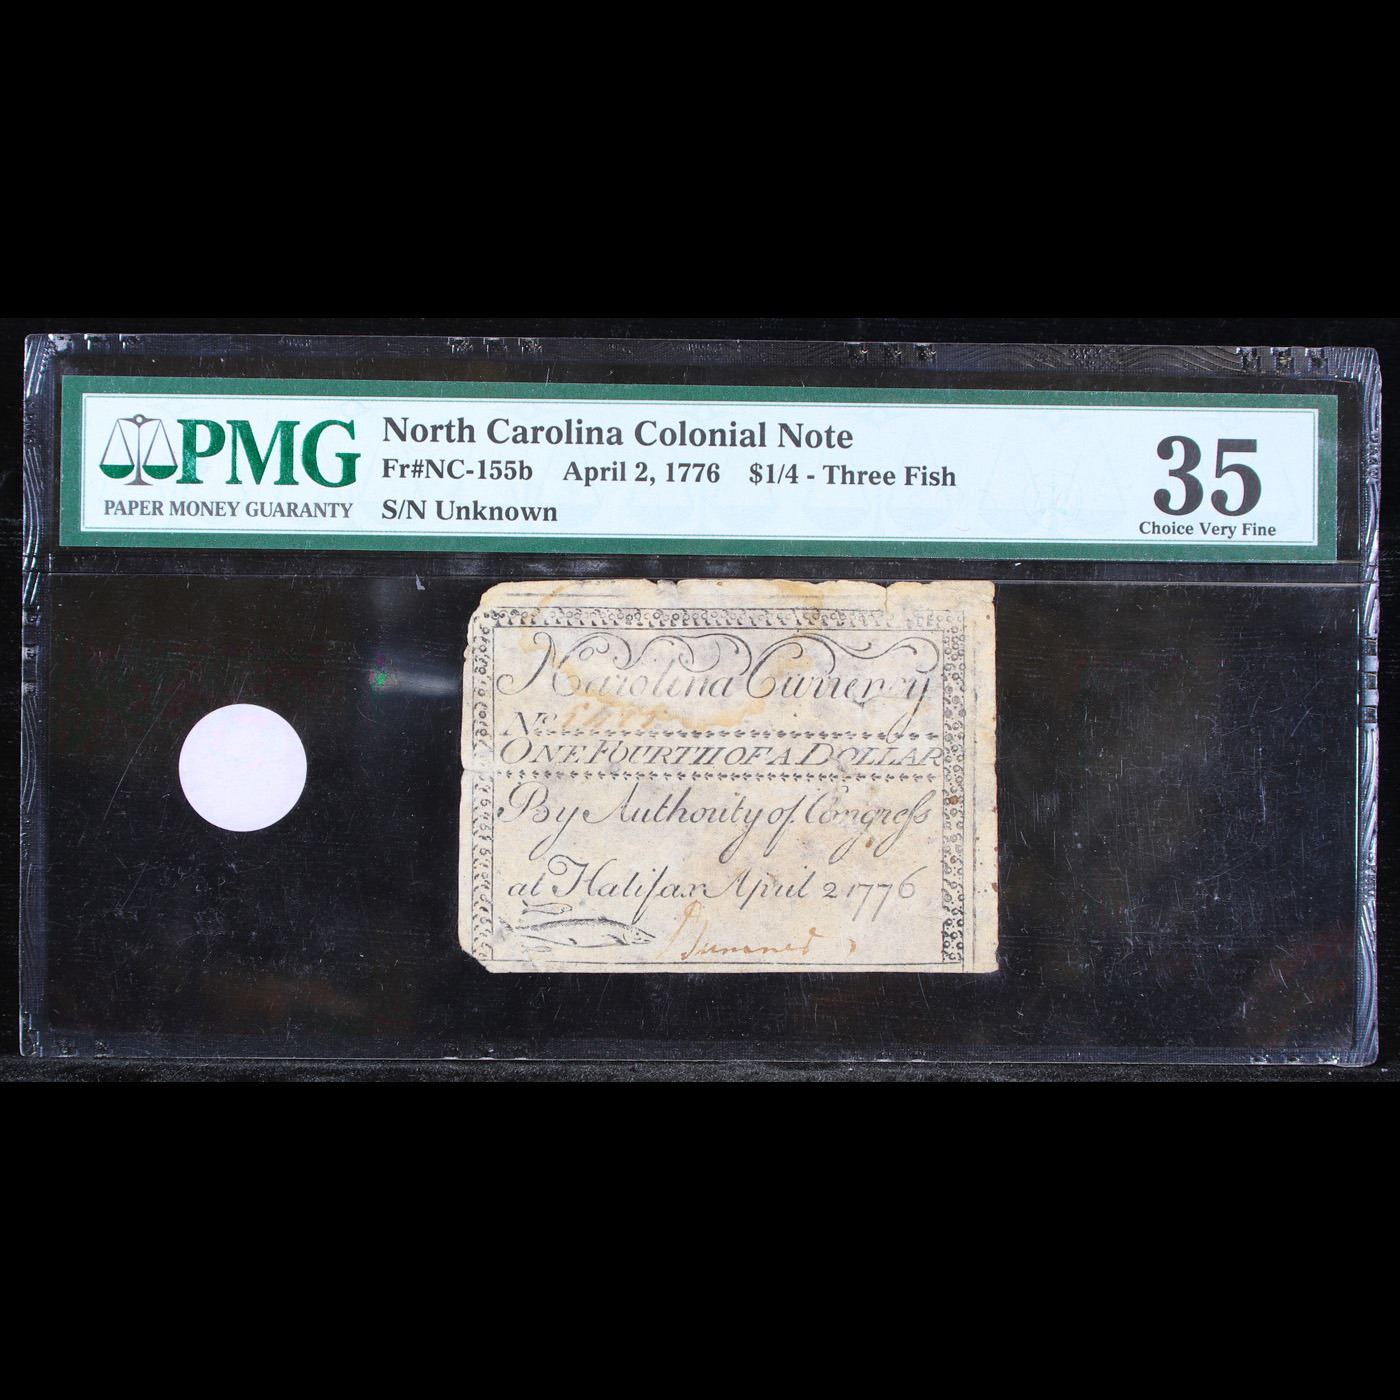 PMG
PAPER MONEY GUARANTY
North Carolina Colonial Note
Fr#NC-155b April 2, 1776 $1/4 - Three Fish
S/N Unknown
35
Choice Very Fine
N Carolina Currency
No
ONE FOURTH OF A DOLLAR
By Authority of Congreſs
at Halifax April 2 1776